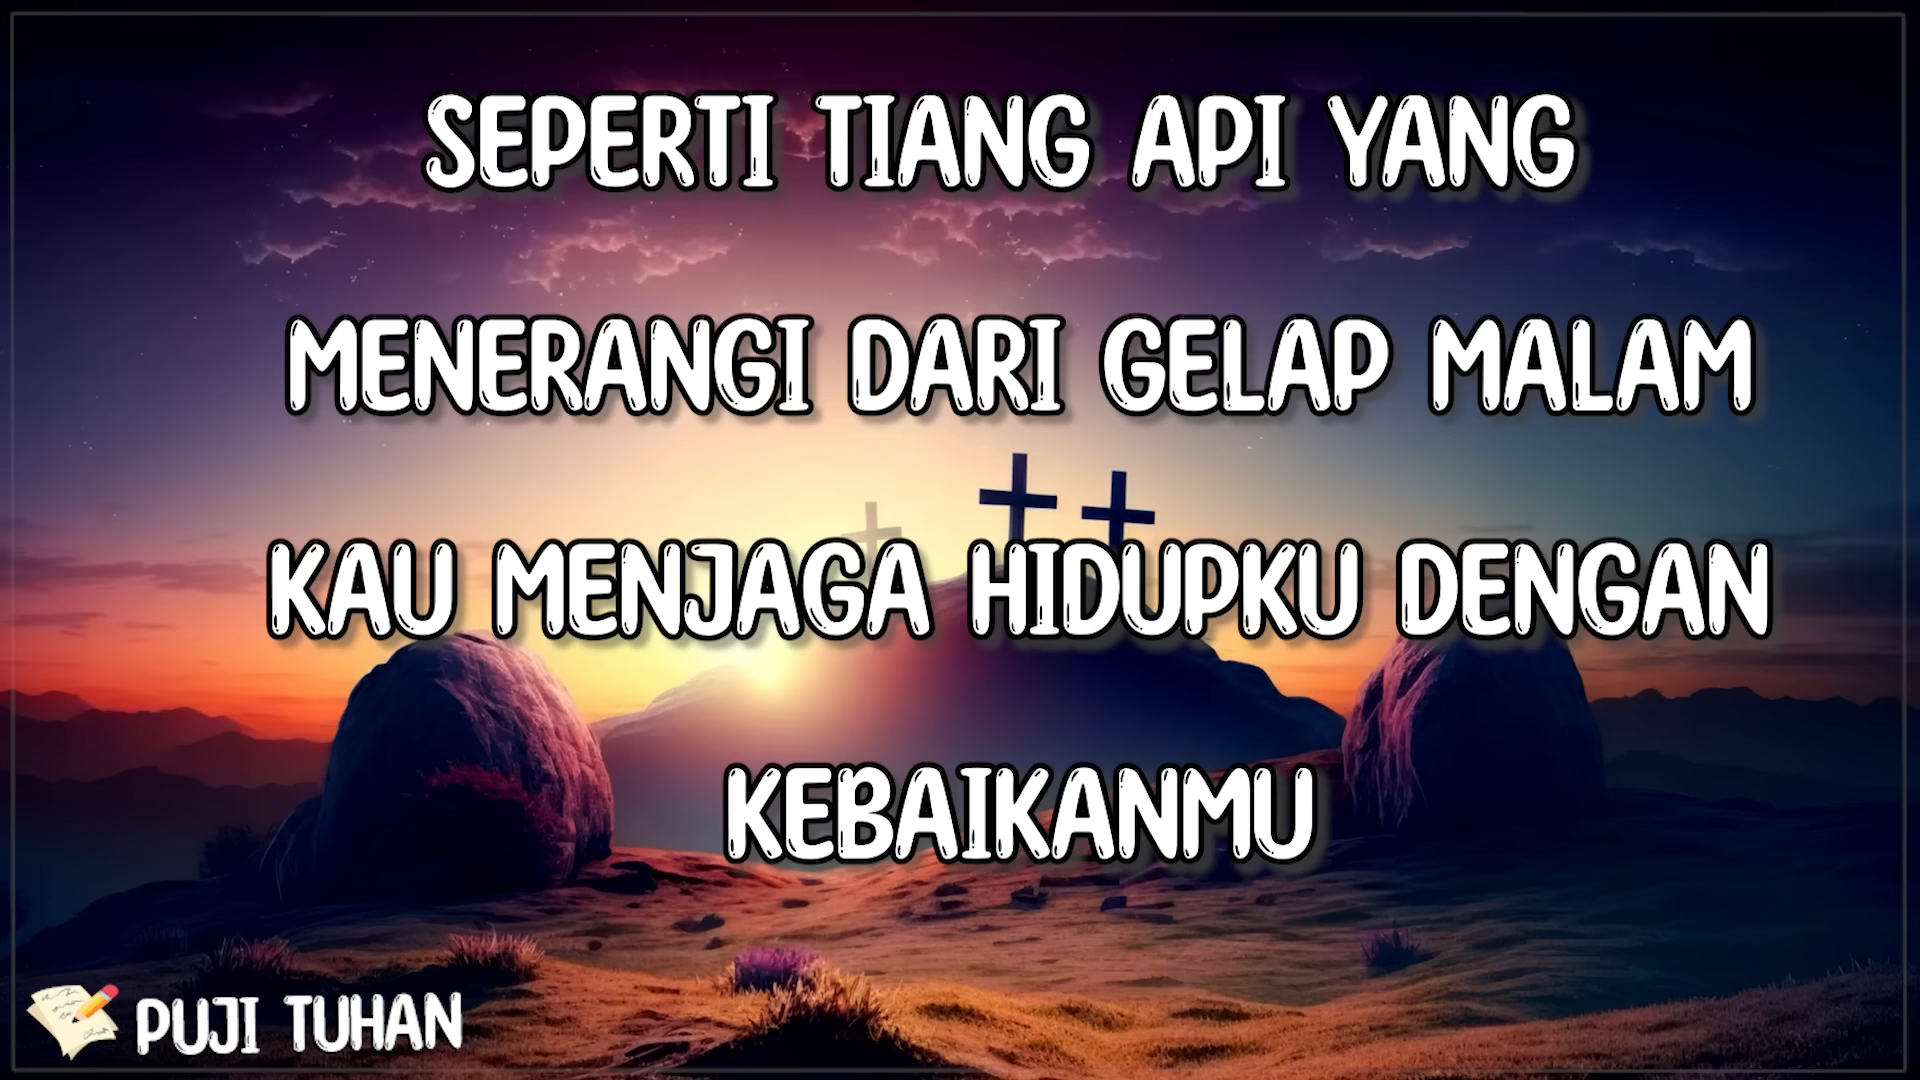 SEPERTI TIANG API YANG
MENERANGI DARI GELAP MALAM
KAU MENJAGA HIDUPKU DENGAN
KEBAIKANMU
PUJI TUHAN